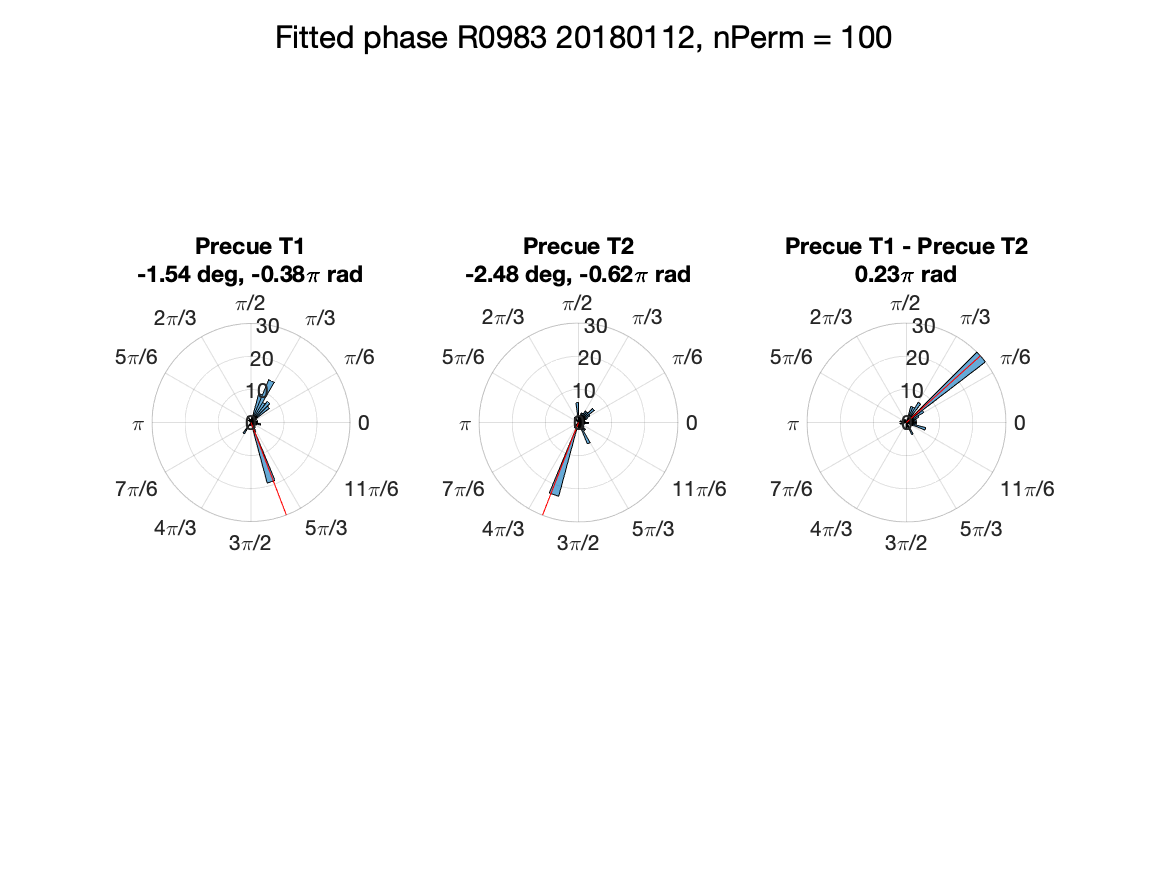 Fitted phase R0983 20180112, nPerm = 100
Precue T1
-1.54 deg, -0.38π rad
π/2
2π/3
30
π/3
5π/6
20
π/6
10
π
0
0
7π/6
11π/6
4π/3
5π/3
3π/2
Precue T2
-2.48 deg, -0.62π rad
π/2
2π/3
30
π/3
5π/6
20
π/6
10
π
0
0
7π/6
11π/6
4π/3
5π/3
3π/2
Precue T1 - Precue T2
0.23π rad
π/2
2π/3
30
π/3
5π/6
20
π/6
10
π
0
0
7π/6
11π/6
4π/3
5π/3
3π/2